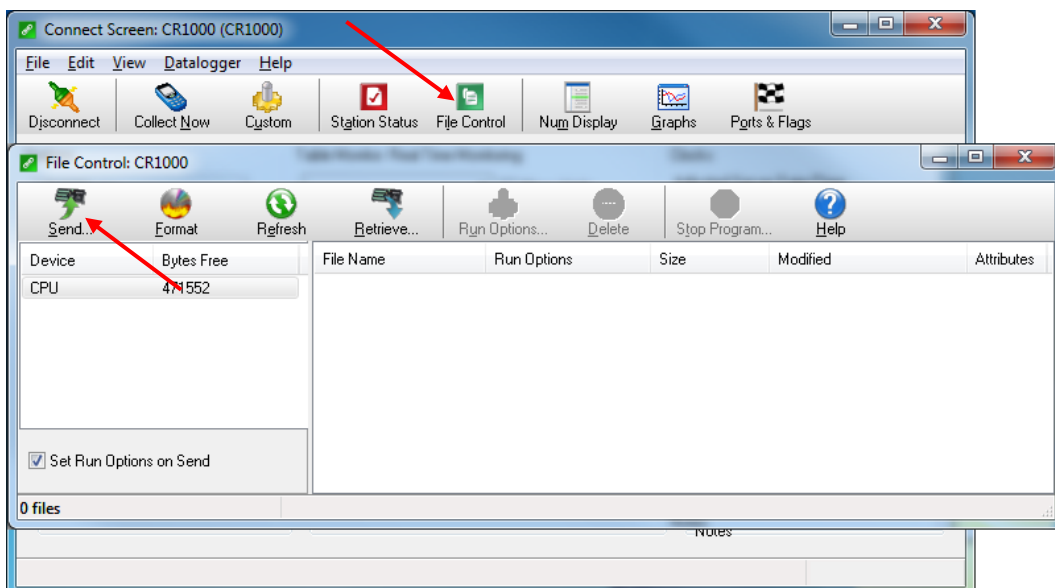 Connect Screen: CR1000 (CR1000)
File Edit View Datalogger Help
Disconnect Collect Now Custom Station Status File Control Num Display Graphs Ports & Flags
File Control: CR1000
Send... Format Refresh Retrieve... Run Options... Delete Stop Program... Help
Device Bytes Free File Name Run Options Size Modified Attributes
CPU 471552
Set Run Options on Send
0 files
Notes